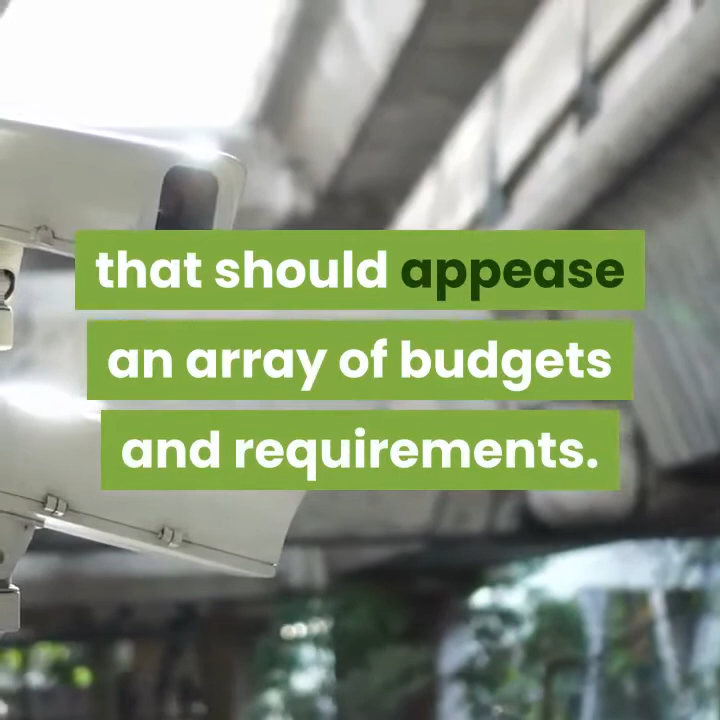 that should appease
an array of budgets
and requirements.